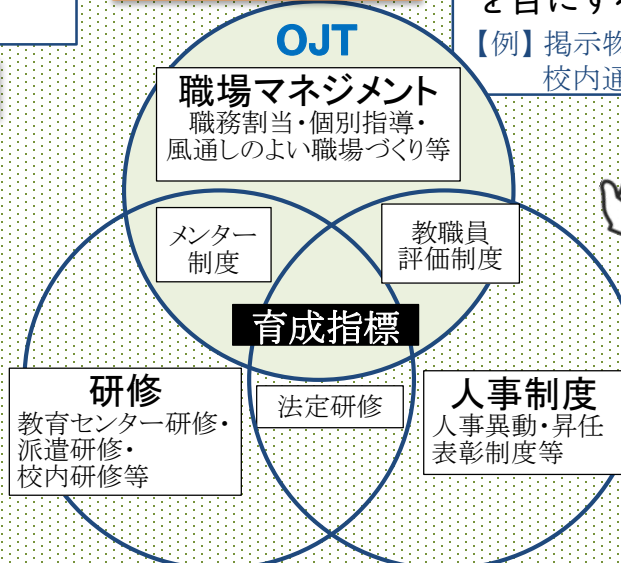 を目にする
OJT
【例】掲示物
校内通
職場マネジメント
職務割当・個別指導・
風通しのよい職場づくり等
メンター
制度
教職員
評価制度
育成指標
研修
教育センター研修・
派遣研修・
校内研修等
法定研修
人事制度
人事異動・昇任
表彰制度等